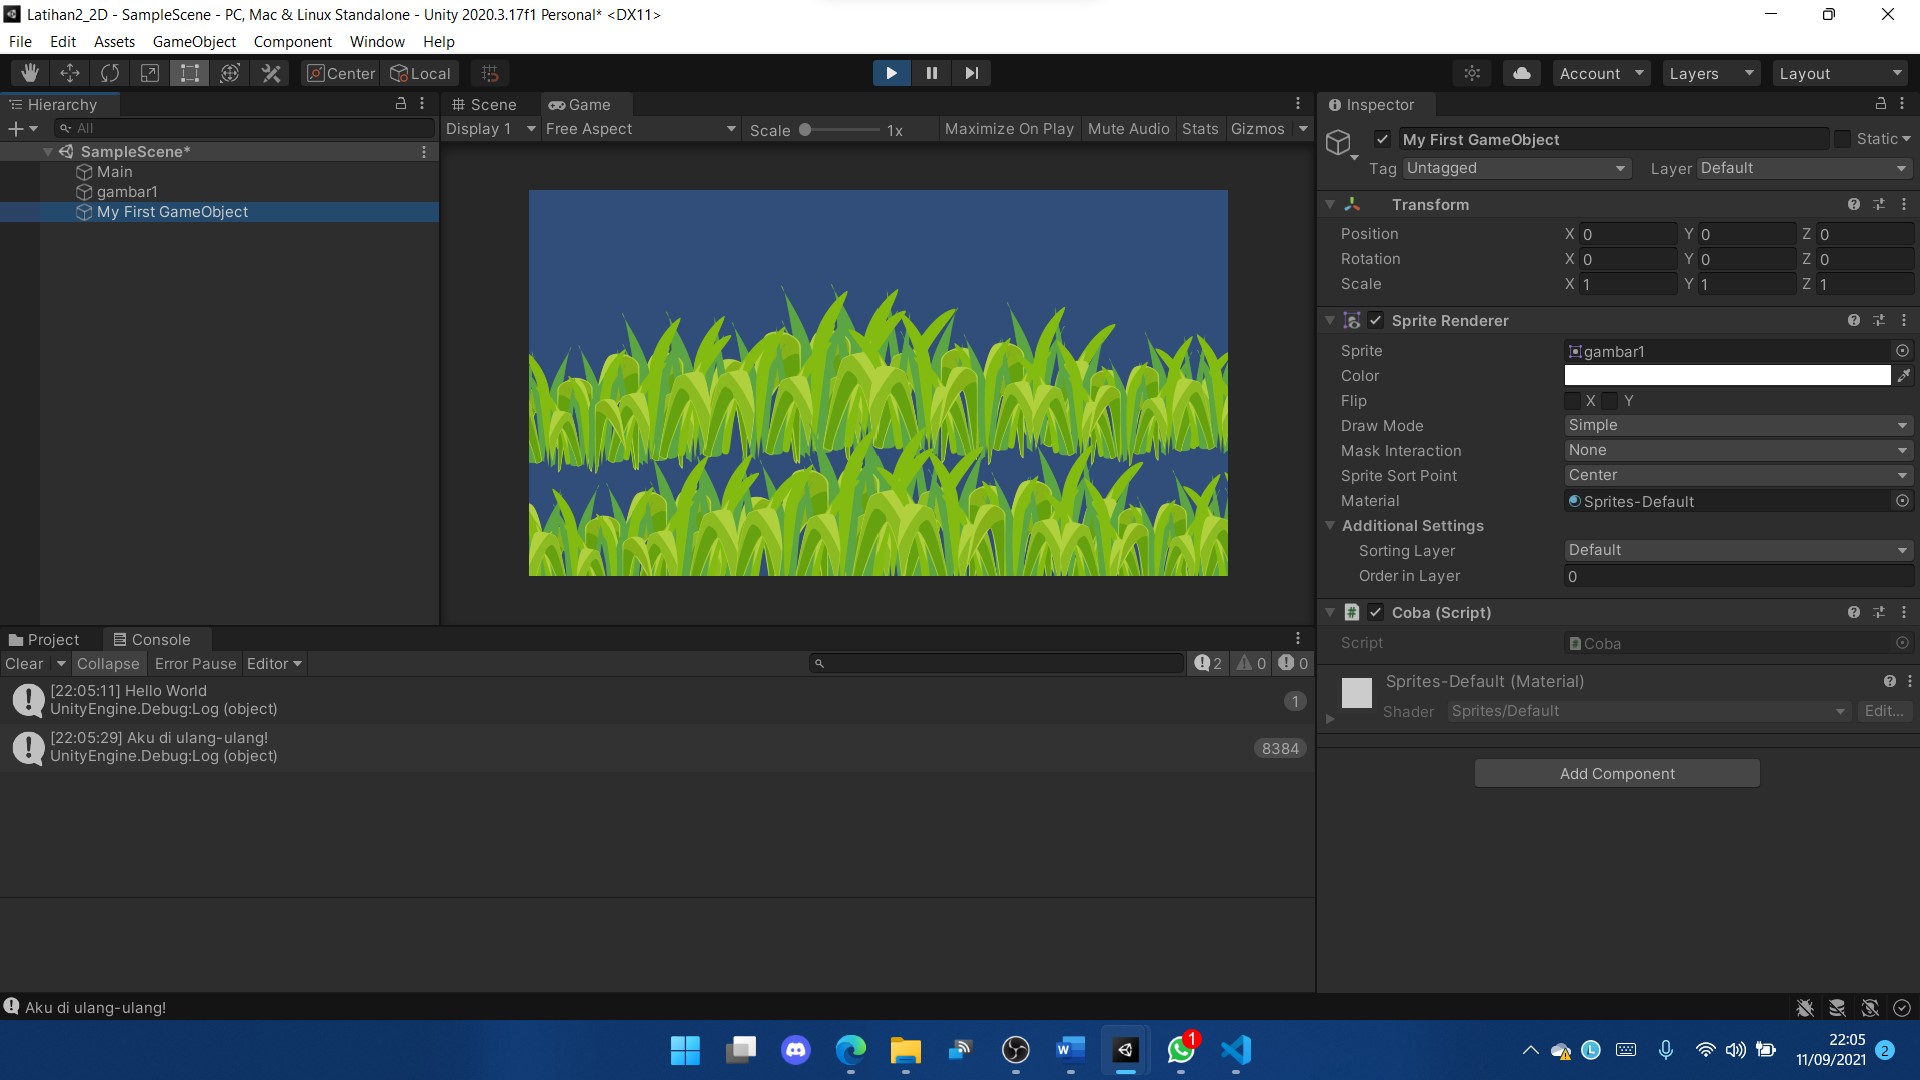 Latihan2_2D - SampleScene - PC, Mac & Linux Standalone - Unity 2020.3.17f1 Personal* <DX11>
File Edit Assets GameObject Component Window Help
Center Local Account Layers Layout
Hierarchy
All
SampleScene*
Main
gambar1
My First GameObject
Scene Game
Display 1 Free Aspect Scale 1x Maximize On Play Mute Audio Stats Gizmos
Inspector
My First GameObject Static
Tag Untagged Layer Default
Transform
Position X 0 Y 0 Z 0
Rotation X 0 Y 0 Z 0
Scale X 1 Y 1 Z 1
Sprite Renderer
Sprite gambar1
Color
Flip X Y
Draw Mode Simple
Mask Interaction None
Sprite Sort Point Center
Material Sprites-Default
Additional Settings
Sorting Layer Default
Order in Layer 0
# Coba (Script)
Script Coba
Sprites-Default (Material)
Shader Sprites/Default Edit...
Add Component
Project Console
Clear Collapse Error Pause Editor 2 0 0
[22:05:11] Hello World
UnityEngine.Debug:Log (object)
1
[22:05:29] Aku di ulang-ulang!
UnityEngine.Debug:Log (object)
8384
Aku di ulang-ulang!
W 1 L 22:05
11/09/2021 2